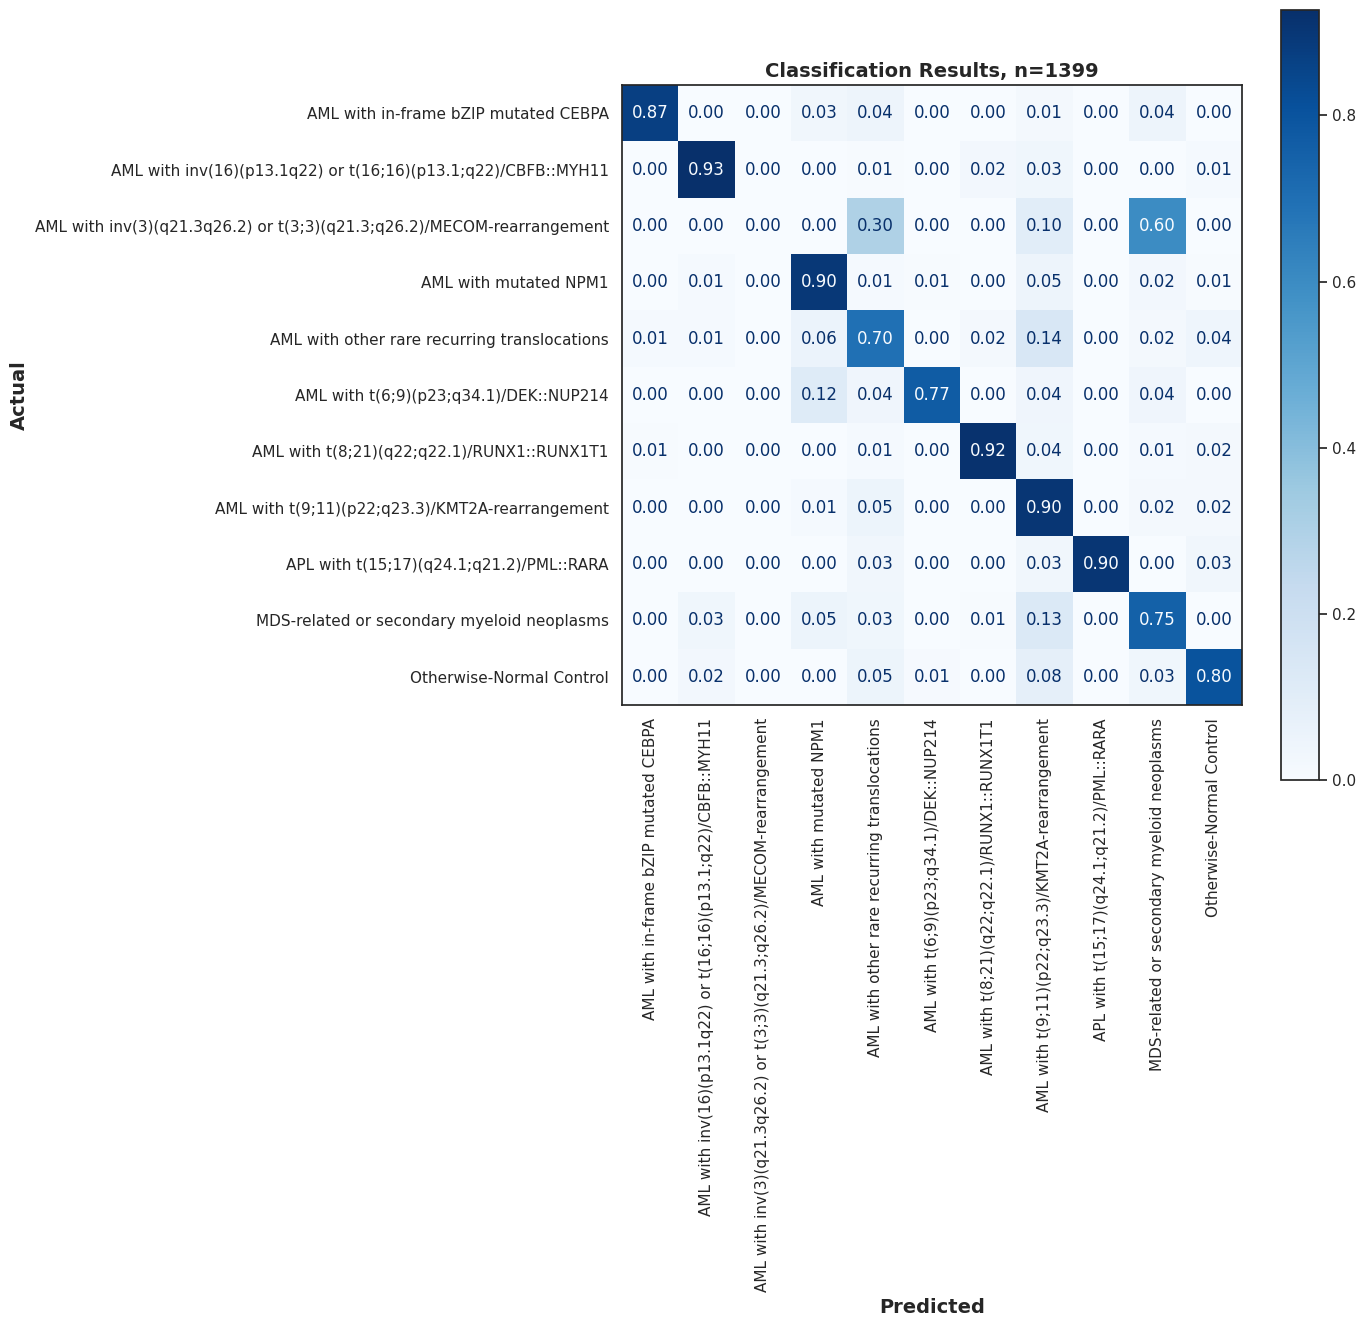 Classification Results, n=1399
Actual
AML with in-frame bZIP mutated CEBPA 0.87 0.00 0.00 0.03 0.04 0.00 0.00 0.01 0.00 0.04 0.00
AML with inv(16)(p13.1q22) or t(16;16)(p13.1;q22)/CBFB::MYH11 0.00 0.93 0.00 0.00 0.01 0.00 0.02 0.03 0.00 0.00 0.01
AML with inv(3)(q21.3q26.2) or t(3;3)(q21.3;q26.2)/MECOM-rearrangement 0.00 0.00 0.00 0.00 0.30 0.00 0.00 0.10 0.00 0.60 0.00
AML with mutated NPM1 0.00 0.01 0.00 0.90 0.01 0.01 0.00 0.05 0.00 0.02 0.01
AML with other rare recurring translocations 0.01 0.01 0.00 0.06 0.70 0.00 0.02 0.14 0.00 0.02 0.04
AML with t(6;9)(p23;q34.1)/DEK::NUP214 0.00 0.00 0.00 0.12 0.04 0.77 0.00 0.04 0.00 0.04 0.00
AML with t(8;21)(q22;q22.1)/RUNX1::RUNX1T1 0.01 0.00 0.00 0.00 0.01 0.00 0.92 0.04 0.00 0.01 0.02
AML with t(9;11)(p22;q23.3)/KMT2A-rearrangement 0.00 0.00 0.00 0.01 0.05 0.00 0.00 0.90 0.00 0.02 0.02
APL with t(15;17)(q24.1;q21.2)/PML::RARA 0.00 0.00 0.00 0.00 0.03 0.00 0.00 0.03 0.90 0.00 0.03
MDS-related or secondary myeloid neoplasms 0.00 0.03 0.00 0.05 0.03 0.00 0.01 0.13 0.00 0.75 0.00
Otherwise-Normal Control 0.00 0.02 0.00 0.00 0.05 0.01 0.00 0.08 0.00 0.03 0.80
AML with in-frame bZIP mutated CEBPA
AML with inv(16)(p13.1q22) or t(16;16)(p13.1;q22)/CBFB::MYH11
AML with inv(3)(q21.3q26.2) or t(3;3)(q21.3;q26.2)/MECOM-rearrangement
AML with mutated NPM1
AML with other rare recurring translocations
AML with t(6;9)(p23;q34.1)/DEK::NUP214
AML with t(8;21)(q22;q22.1)/RUNX1::RUNX1T1
AML with t(9;11)(p22;q23.3)/KMT2A-rearrangement
APL with t(15;17)(q24.1;q21.2)/PML::RARA
MDS-related or secondary myeloid neoplasms
Otherwise-Normal Control
Predicted
0.8
0.6
0.4
0.2
0.0